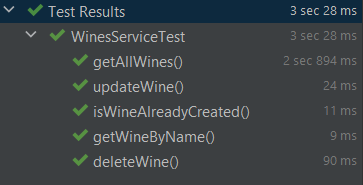 Test Results 3 sec 28 ms
WinesServiceTest 3 sec 28 ms
getAllWines() 2 sec 894 ms
updateWine() 24 ms
isWineAlreadyCreated() 11 ms
getWineByName() 9 ms
deleteWine() 90 ms